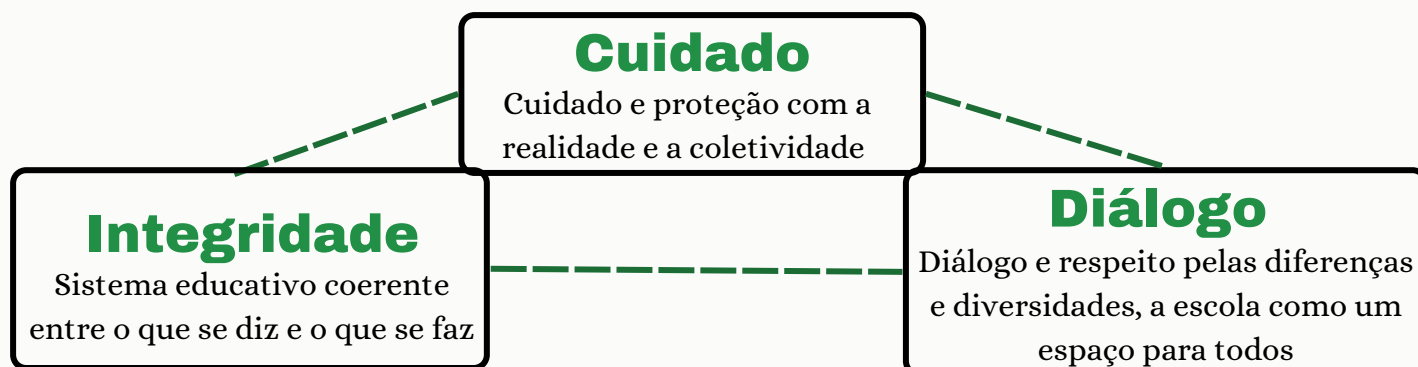 Cuidado
Cuidado e proteção com a
realidade e a coletividade
Integridade
Sistema educativo coerente
entre o que se diz e o que se faz
Diálogo
Diálogo e respeito pelas diferenças
e diversidades, a escola como um
espaço para todos